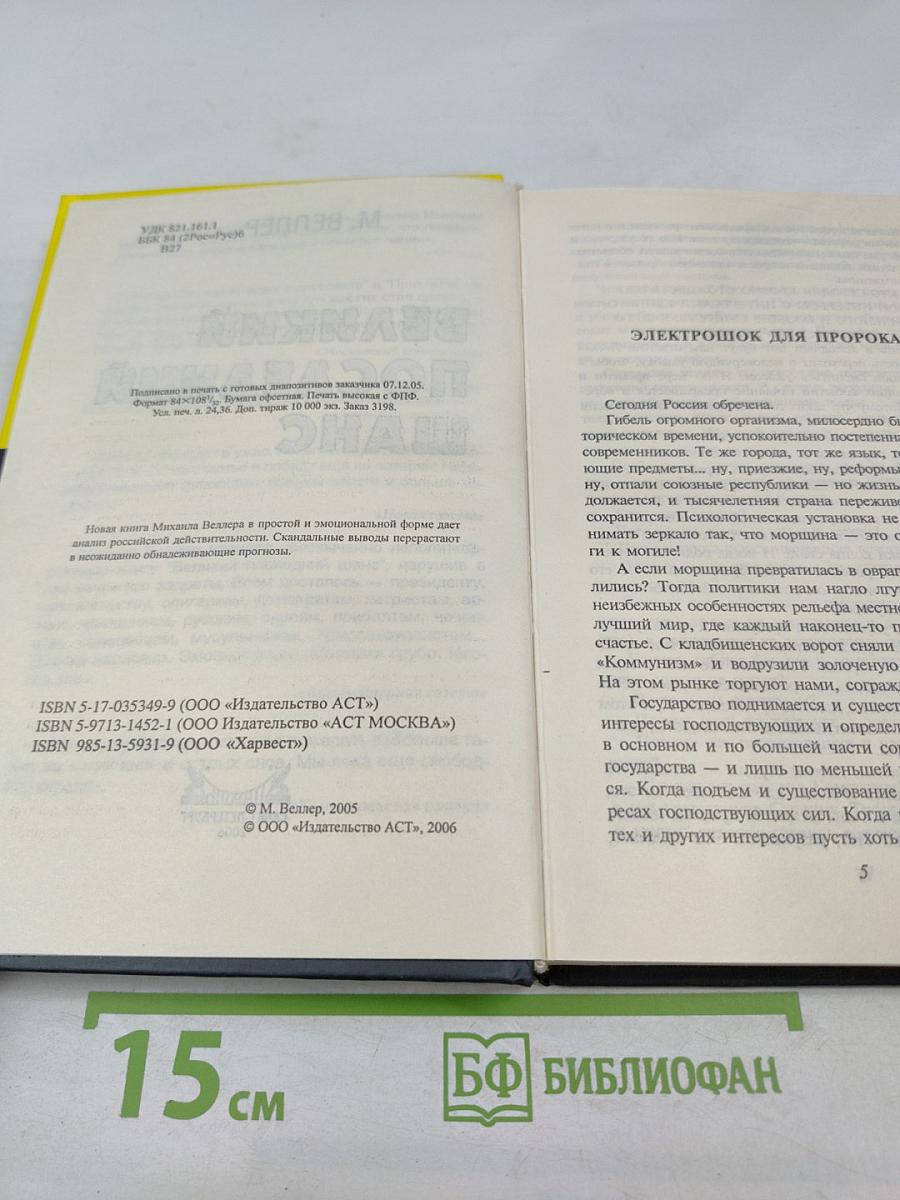 УДК 821.161.1
ББК 84 (2Рос=Рус)6
В27
Подписано в печать с готовых диапозитивов заказчика 07.12.05.
Формат 84×108¹/₃₂. Бумага офсетная. Печать высокая с ФПФ.
Усл. печ. л. 24,36. Доп. тираж 10 000 экз. Заказ 3198.
Новая книга Михаила Веллера в простой и эмоциональной форме дает
анализ российской действительности. Скандальные выводы перерастают
в неожиданно обнадеживающие прогнозы.
ISBN 5-17-035349-9 (ООО «Издательство АСТ»)
ISBN 5-9713-1452-1 (ООО Издательство «АСТ МОСКВА»)
ISBN 985-13-5931-9 (ООО «Харвест»)
© М. Веллер, 2005
© ООО «Издательство АСТ», 2006
ЭЛЕКТРОШОК ДЛЯ ПРОРОКА
Сегодня Россия обречена.
Гибель огромного организма, милосердно
торическом времени, успокоительно
современников. Те же города, тот же язык,
ющие предметы... ну, приезжие, ну, реформы
ну, отпали союзные республики — но жизнь
должается, и тысячелетняя страна
сохранится. Психологическая установка не
нимать зеркало так, что морщина — это
ги к могиле!
А если морщина превратилась в овраг
лились? Тогда политики нам нагло
неизбежных особенностях рельефа
лучший мир, где каждый наконец-то
счастье. С кладбищенских ворот сняли
«Коммунизм» и водрузили золоченую
На этом рынке торгуют нами,
Государство поднимается и
интересы господствующих и
в основном и по большей части
государства — и лишь по меньшей
ся. Когда подъем и существование
ресах господствующих сил. Когда
тех и других интересов пусть хоть
5
15 см
БФ БИБЛИОФАН